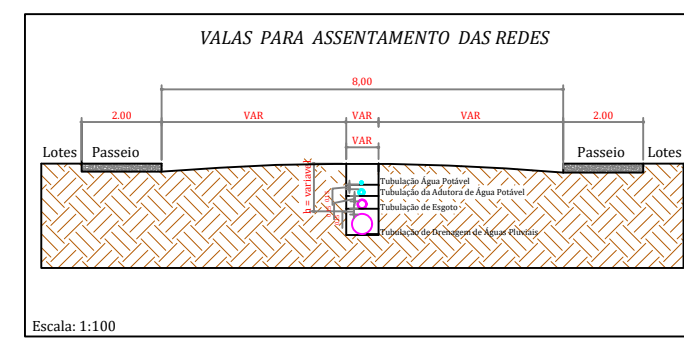 VALAS PARA ASSENTAMENTO DAS REDES
8,00
2.00 VAR VAR VAR 2.00
VAR
Lotes Passeio Passeio Lotes
h = variavel
Tubulação Água Potável
Tubulação da Adutora de Água Potável
Tubulação de Esgoto
Tubulação de Drenagem de Águas Pluviais
Escala: 1:100